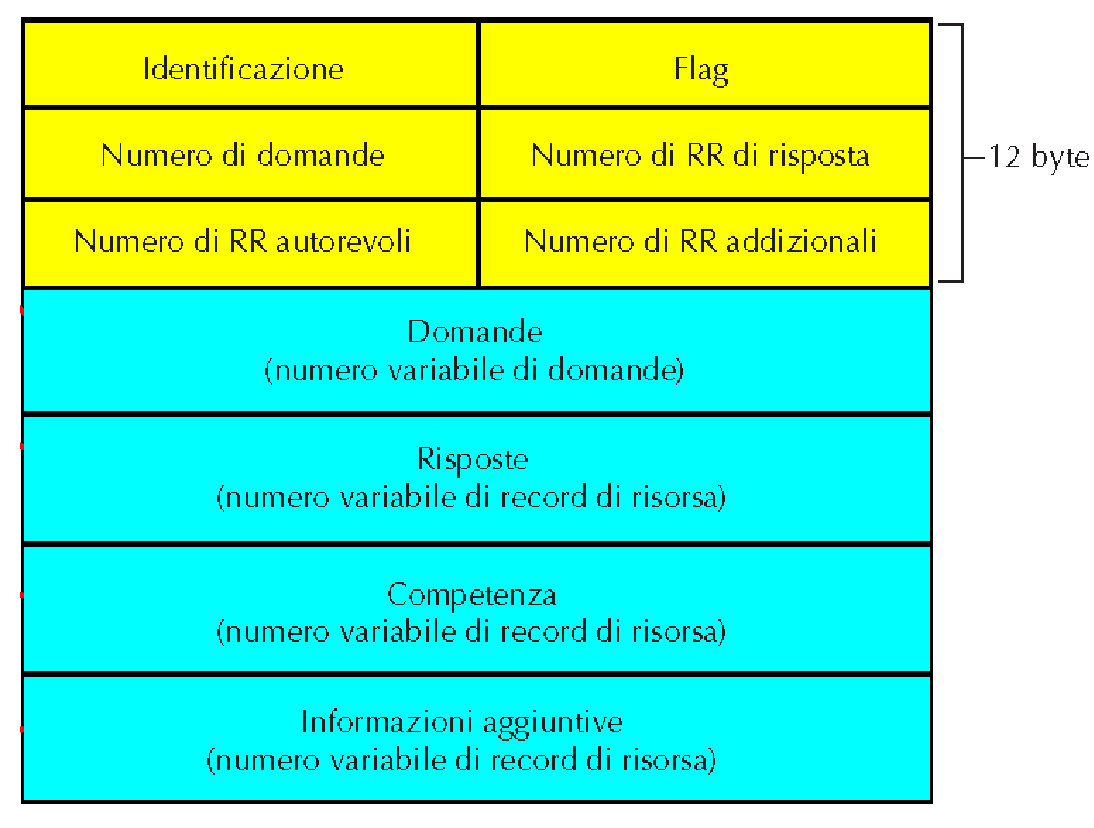 Identificazione
Flag
Numero di domande
Numero di RR di risposta
12 byte
Numero di RR autorevoli
Numero di RR addizionali
Domande
(numero variabile di domande)
Risposte
(numero variabile di record di risorsa)
Competenza
(numero variabile di record di risorsa)
Informazioni aggiuntive
(numero variabile di record di risorsa)